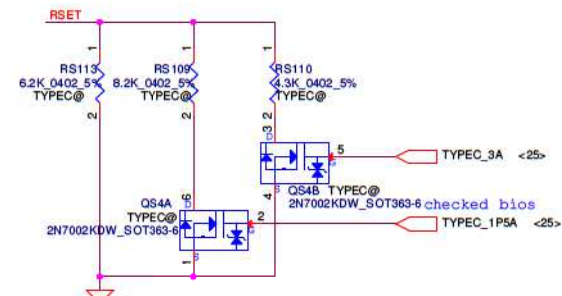 RSET
1
1
1
RS113
RS109
RS110
6.2K_0402_5%
8.2K_0402_5%
4.3K_0402_5%
TYPEC@
TYPEC@
TYPEC@
2
2
2
3
D
5
TYPEC_3A <25>
G
S
4
QS4B TYPEC@
2N7002KDW_SOT363-6 checked bios
QS4A
6
D
TYPEC@
2
TYPEC_1P5A <25>
2N7002KDW_SOT363-6
G
S
1